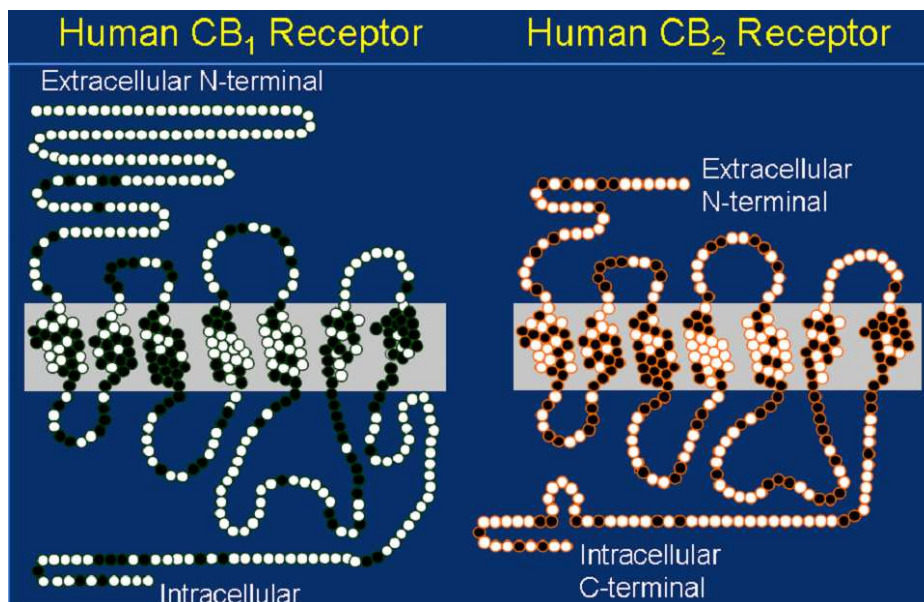 Human CB₁ Receptor
Human CB₂ Receptor
Extracellular N-terminal
Extracellular
N-terminal
Intracellular
C-terminal
Intracellular